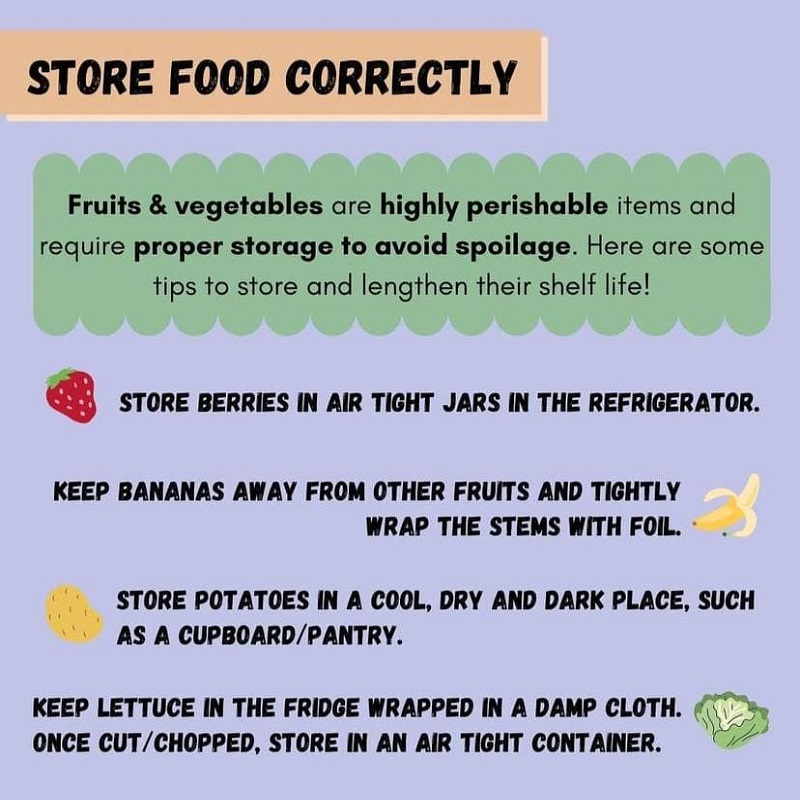 STORE FOOD CORRECTLY
Fruits & vegetables are highly perishable items and
require proper storage to avoid spoilage. Here are some
tips to store and lengthen their shelf life!
STORE BERRIES IN AIR TIGHT JARS IN THE REFRIGERATOR.
KEEP BANANAS AWAY FROM OTHER FRUITS AND TIGHTLY
WRAP THE STEMS WITH FOIL.
STORE POTATOES IN A COOL, DRY AND DARK PLACE, SUCH
AS A CUPBOARD/PANTRY.
KEEP LETTUCE IN THE FRIDGE WRAPPED IN A DAMP CLOTH.
ONCE CUT/CHOPPED, STORE IN AN AIR TIGHT CONTAINER.